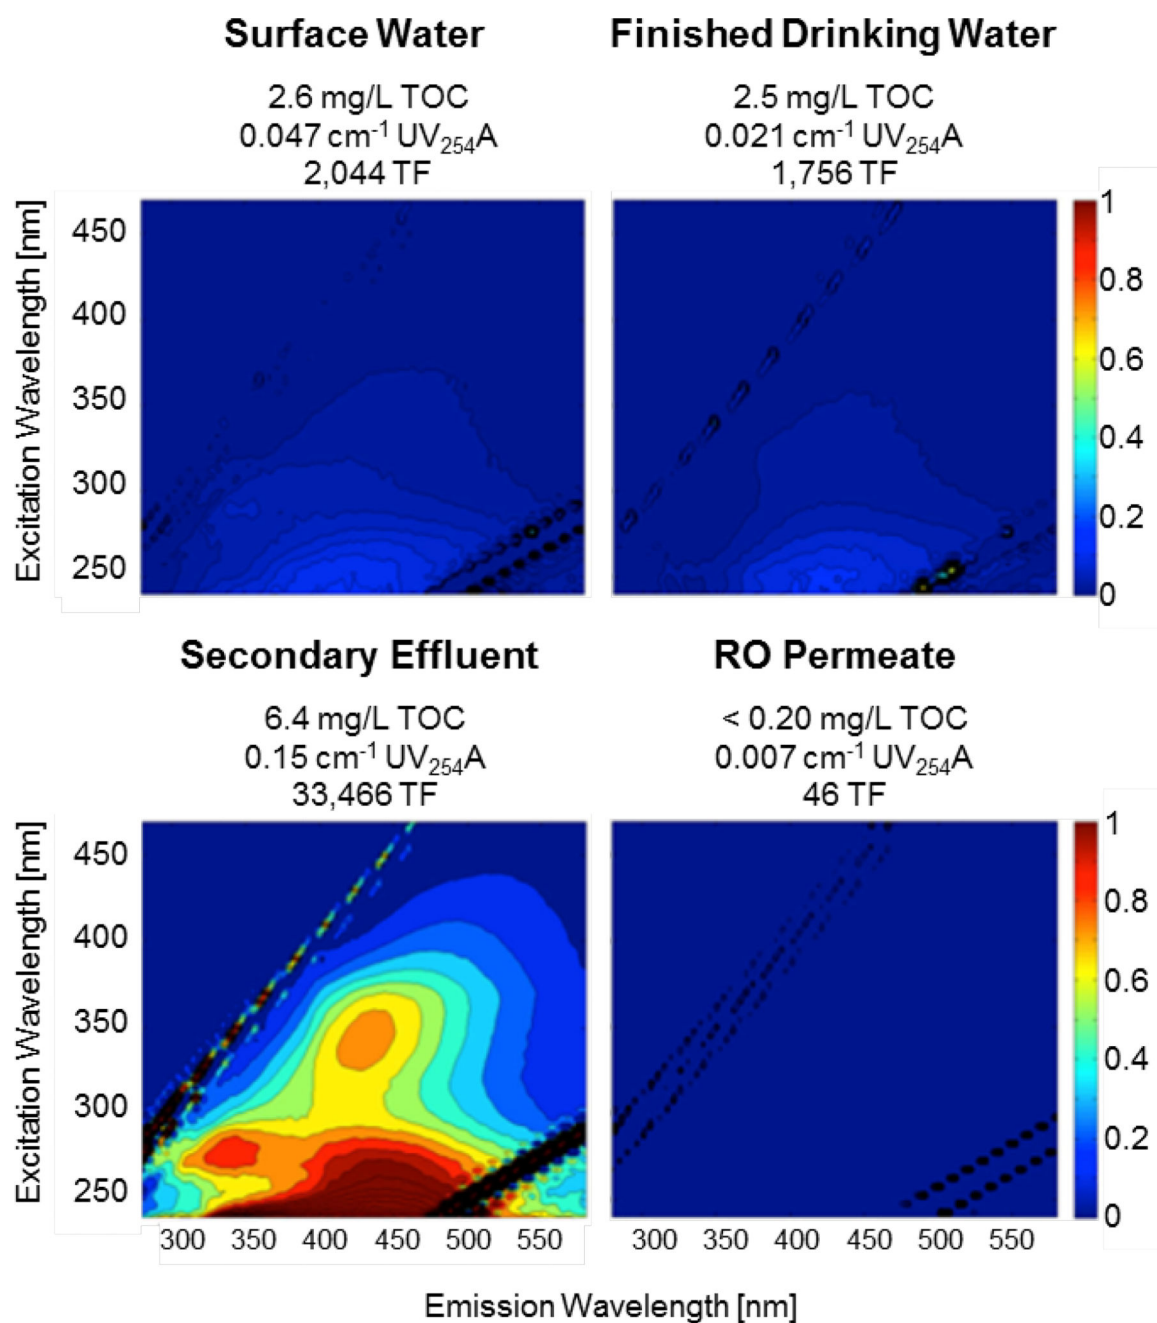 Surface Water
2.6 mg/L TOC
0.047 cm⁻¹ UV₂₅₄A
2,044 TF
Finished Drinking Water
2.5 mg/L TOC
0.021 cm⁻¹ UV₂₅₄A
1,756 TF
Excitation Wavelength [nm]
450
400
350
300
250
1
0.8
0.6
0.4
0.2
0
Secondary Effluent
6.4 mg/L TOC
0.15 cm⁻¹ UV₂₅₄A
33,466 TF
RO Permeate
< 0.20 mg/L TOC
0.007 cm⁻¹ UV₂₅₄A
46 TF
Excitation Wavelength [nm]
450
400
350
300
250
1
0.8
0.6
0.4
0.2
0
300 350 400 450 500 550
300 350 400 450 500 550
Emission Wavelength [nm]